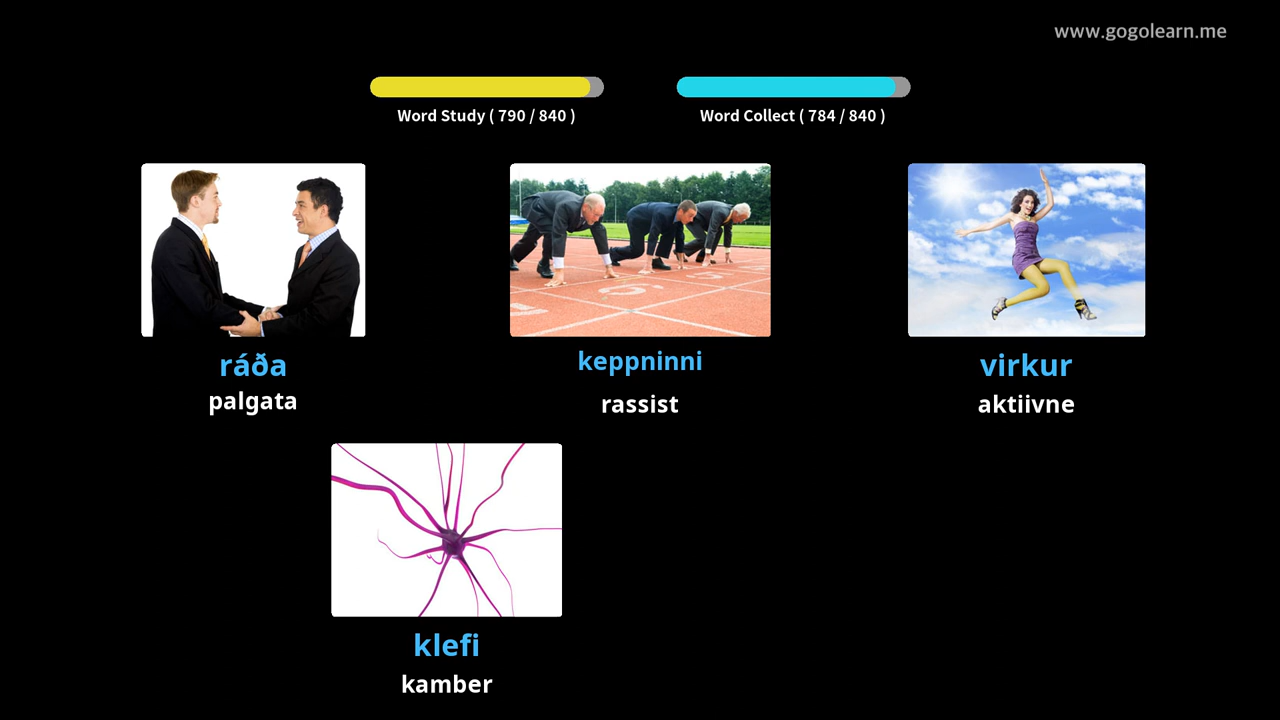 www.gogolearn.me
Word Study ( 790 / 840 )
Word Collect ( 784 / 840 )
ráða
palgata
keppninni
rassist
virkur
aktiivne
klefi
kamber